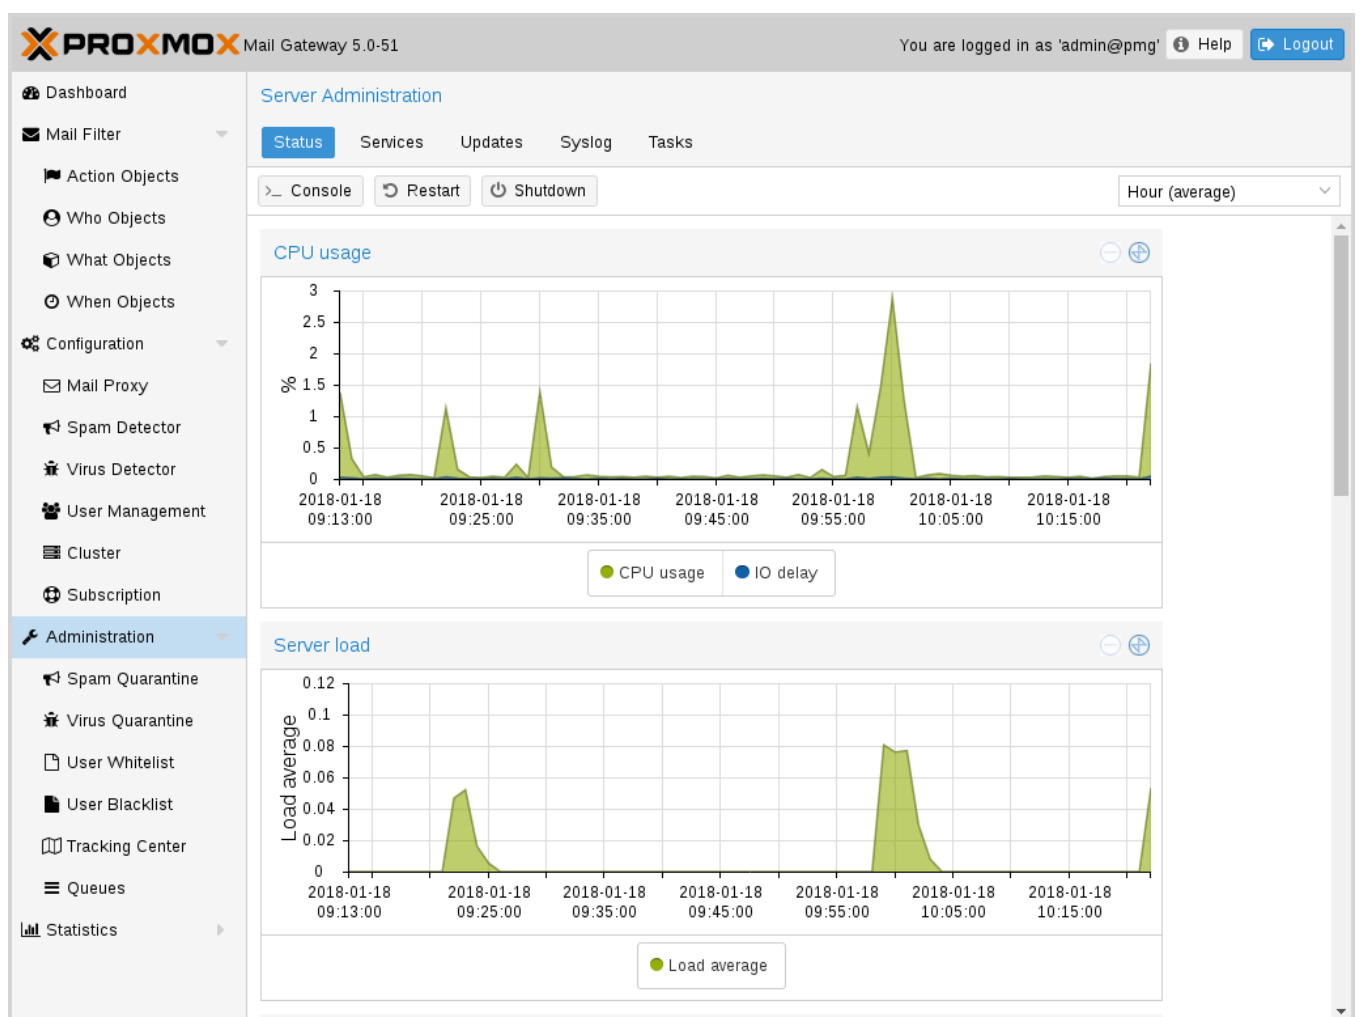 PROXMOX Mail Gateway 5.0-51 You are logged in as 'admin@pmg' Help Logout
Dashboard
Mail Filter
Action Objects
Who Objects
What Objects
When Objects
Configuration
Mail Proxy
Spam Detector
Virus Detector
User Management
Cluster
Subscription
Administration
Spam Quarantine
Virus Quarantine
User Whitelist
User Blacklist
Tracking Center
Queues
Statistics
Server Administration
Status Services Updates Syslog Tasks
>_ Console Restart Shutdown Hour (average)
CPU usage
3
2.5
2
1.5
1
0.5
0
%
2018-01-18 2018-01-18 2018-01-18 2018-01-18 2018-01-18 2018-01-18 2018-01-18
09:13:00 09:25:00 09:35:00 09:45:00 09:55:00 10:05:00 10:15:00
CPU usage IO delay
Server load
0.12
0.1
0.08
0.06
0.04
0.02
0
Load average
2018-01-18 2018-01-18 2018-01-18 2018-01-18 2018-01-18 2018-01-18 2018-01-18
09:13:00 09:25:00 09:35:00 09:45:00 09:55:00 10:05:00 10:15:00
Load average